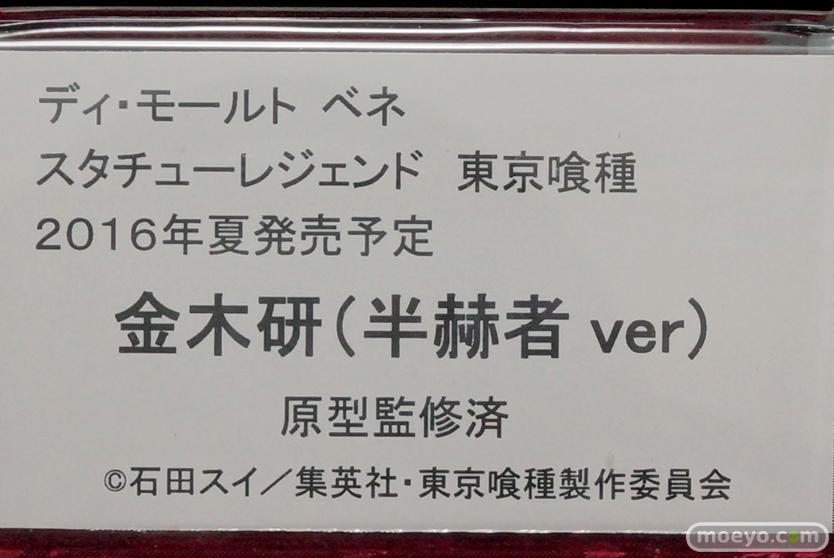 ディ・モールト ベネ
スタチューレジェンド 東京喰種
2016年夏発売予定
金木研(半赫者 ver)
原型監修済
©石田スイ/集英社・東京喰種製作委員会
moeyo.com